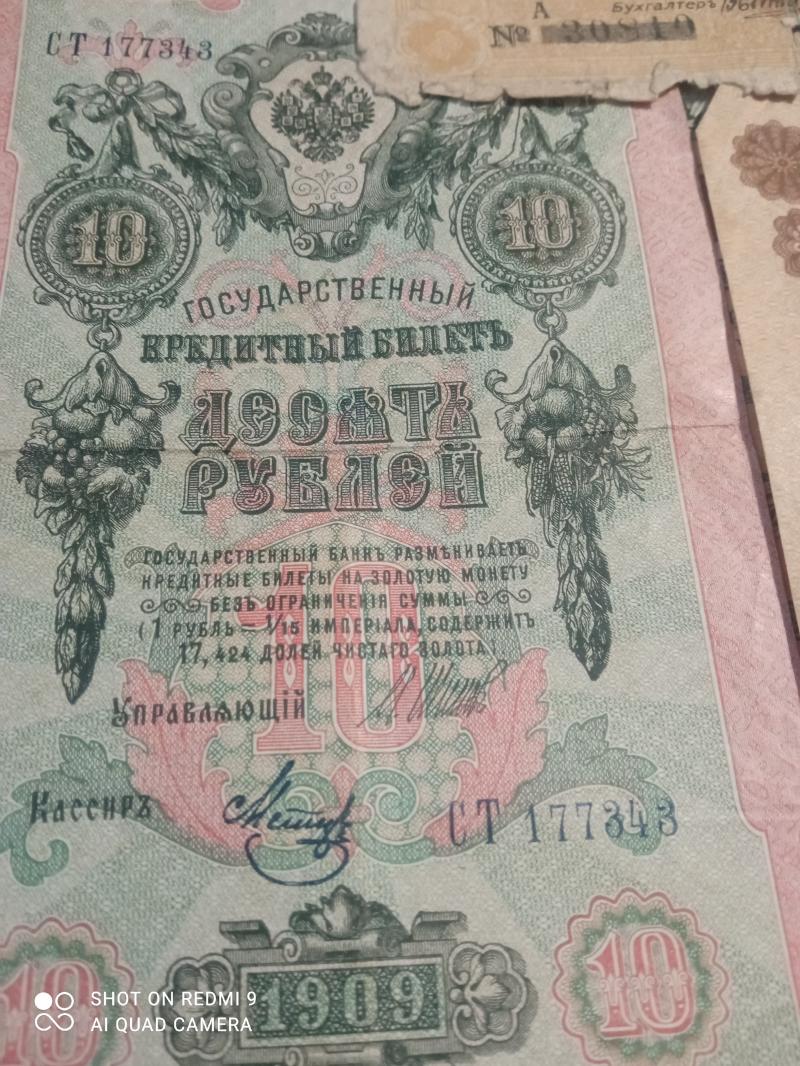 А
Бухгалтеръ
№ 30810
СТ 177343
10
10
ГОСУДАРСТВЕННЫЙ
КРЕДИТНЫЙ БИЛЕТЪ
ДЕСЯТЬ
РУБЛЕЙ
ГОСУДАРСТВЕННЫЙ БАНКЪ РАЗМѢНИВАЕТЪ
КРЕДИТНЫЕ БИЛЕТЫ НА ЗОЛОТУЮ МОНЕТУ
БЕЗЪ ОГРАНИЧЕНІЯ СУММЫ
(1 РУБЛЬ = 1/15 ИМПЕРІАЛА, СОДЕРЖИТЪ
17,424 ДОЛЕЙ ЧИСТАГО ЗОЛОТА)
10
УПРАВЛЯЮЩІЙ
КАССИРЪ
СТ 177343
10
1909
10
SHOT ON REDMI 9
AI QUAD CAMERA